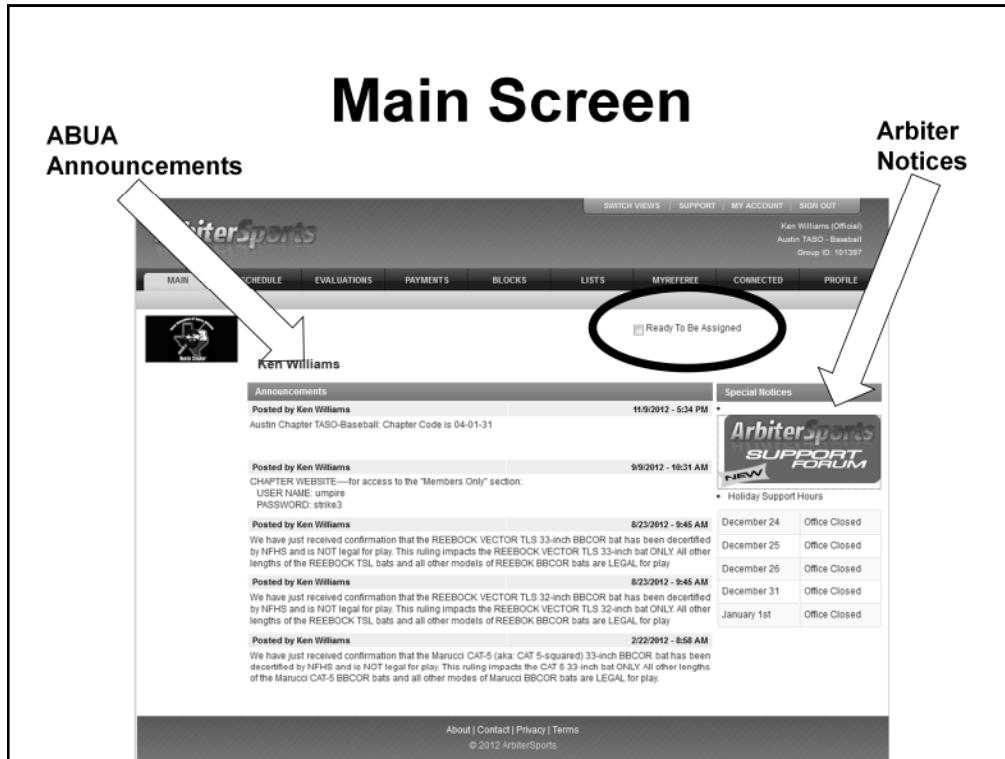 Main Screen
ABUA
Announcements
Arbiter
Notices
SWITCH VIEWS | SUPPORT | MY ACCOUNT | SIGN OUT
ArbiterSports
Ken Williams (Official)
Austin TASO - Baseball
Group ID: 101397
MAIN SCHEDULE EVALUATIONS PAYMENTS BLOCKS LISTS MYREFEREE CONNECTED PROFILE
Ready To Be Assigned
Ken Williams
Announcements
Posted by Ken Williams 11/9/2012 - 5:34 PM
Austin Chapter TASO-Baseball: Chapter Code is 04-01-31
Posted by Ken Williams 9/9/2012 - 10:31 AM
CHAPTER WEBSITE----for access to the "Members Only" section:
USER NAME: umpire
PASSWORD: strike3
Posted by Ken Williams 8/23/2012 - 9:45 AM
We have just received confirmation that the REEBOCK VECTOR TLS 33-inch BBCOR bat has been decertified
by NFHS and is NOT legal for play. This ruling impacts the REEBOCK VECTOR TLS 33-inch bat ONLY. All other
lengths of the REEBOCK TSL bats and all other models of REEBOK BBCOR bats are LEGAL for play
Posted by Ken Williams 8/23/2012 - 9:45 AM
We have just received confirmation that the REEBOCK VECTOR TLS 32-inch BBCOR bat has been decertified
by NFHS and is NOT legal for play. This ruling impacts the REEBOCK VECTOR TLS 32-inch bat ONLY. All other
lengths of the REEBOCK TSL bats and all other models of REEBOK BBCOR bats are LEGAL for play
Posted by Ken Williams 2/22/2012 - 8:58 AM
We have just received confirmation that the Marucci CAT-5 (aka: CAT 5-squared) 33-inch BBCOR bat has been
decertified by NFHS and is NOT legal for play. This ruling impacts the CAT 5 33-inch bat ONLY. All other lengths
of the Marucci CAT-5 BBCOR bats and all other modes of Marucci BBCOR bats are LEGAL for play.
Special Notices
ArbiterSports
SUPPORT
FORUM
NEW
• Holiday Support Hours
December 24 Office Closed
December 25 Office Closed
December 26 Office Closed
December 31 Office Closed
January 1st Office Closed
About | Contact | Privacy | Terms
© 2012 ArbiterSports